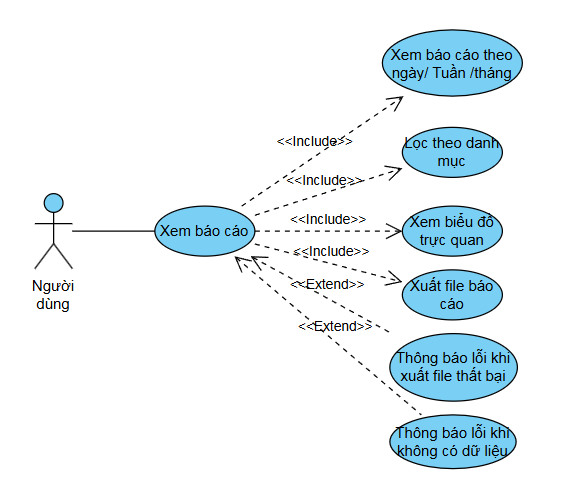 Xem báo cáo theo
ngày/ Tuần /tháng
<<Include>>
Lọc theo danh
mục
<<Include>>
Xem báo cáo
<<Include>>
Xem biểu đồ
trực quan
<<Include>>
Xuất file báo
cáo
Người
dùng
<<Extend>>
<<Extend>>
Thông báo lỗi khi
xuất file thất bại
Thông báo lỗi khi
không có dữ liệu